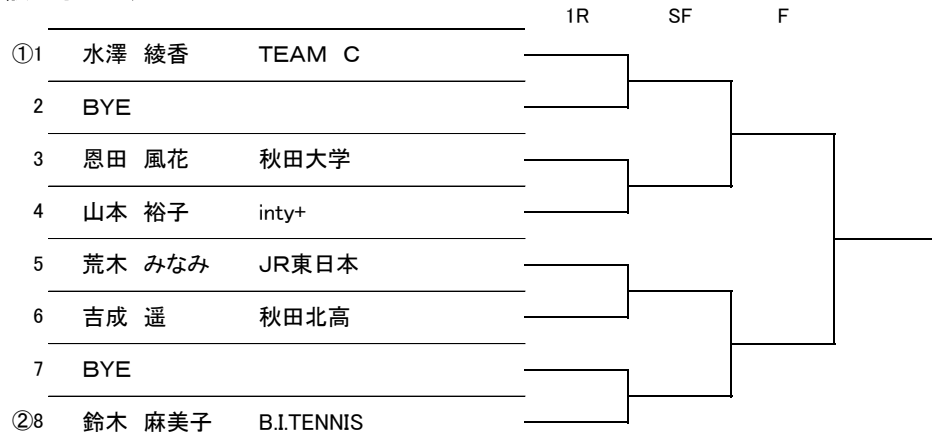 1R SF F
①1 水澤 綾香 TEAM C
2 BYE
3 恩田 風花 秋田大学
4 山本 裕子 inty+
5 荒木 みなみ JR東日本
6 吉成 遥 秋田北高
7 BYE
②8 鈴木 麻美子 B.I.TENNIS